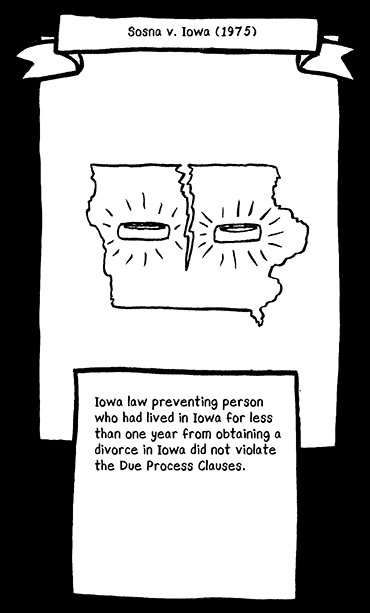 Sosna v. Iowa (1975)
Iowa law preventing person
who had lived in Iowa for less
than one year from obtaining a
divorce in Iowa did not violate
the Due Process Clauses.